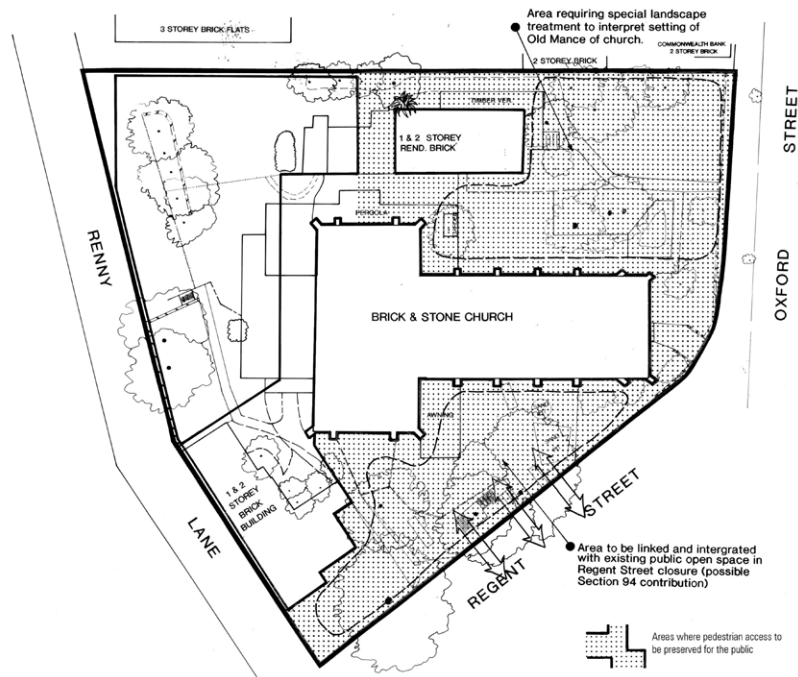 3 STOREY BRICK FLATS
Area requiring special landscape
treatment to interpret setting of
Old Mance of church.
COMMONWEALTH BANK
2 STOREY BRICK
2 STOREY BRICK
TIMBER VER.
1 & 2 STOREY
REND. BRICK
STREET
OXFORD
PERGOLA
RENNY
LANE
BRICK & STONE CHURCH
AWNING
1 & 2
STOREY
BRICK
BUILDING
REGENT
STREET
Area to be linked and intergrated
with existing public open space in
Regent Street closure (possible
Section 94 contribution)
Areas where pedestrian access to
be preserved for the public